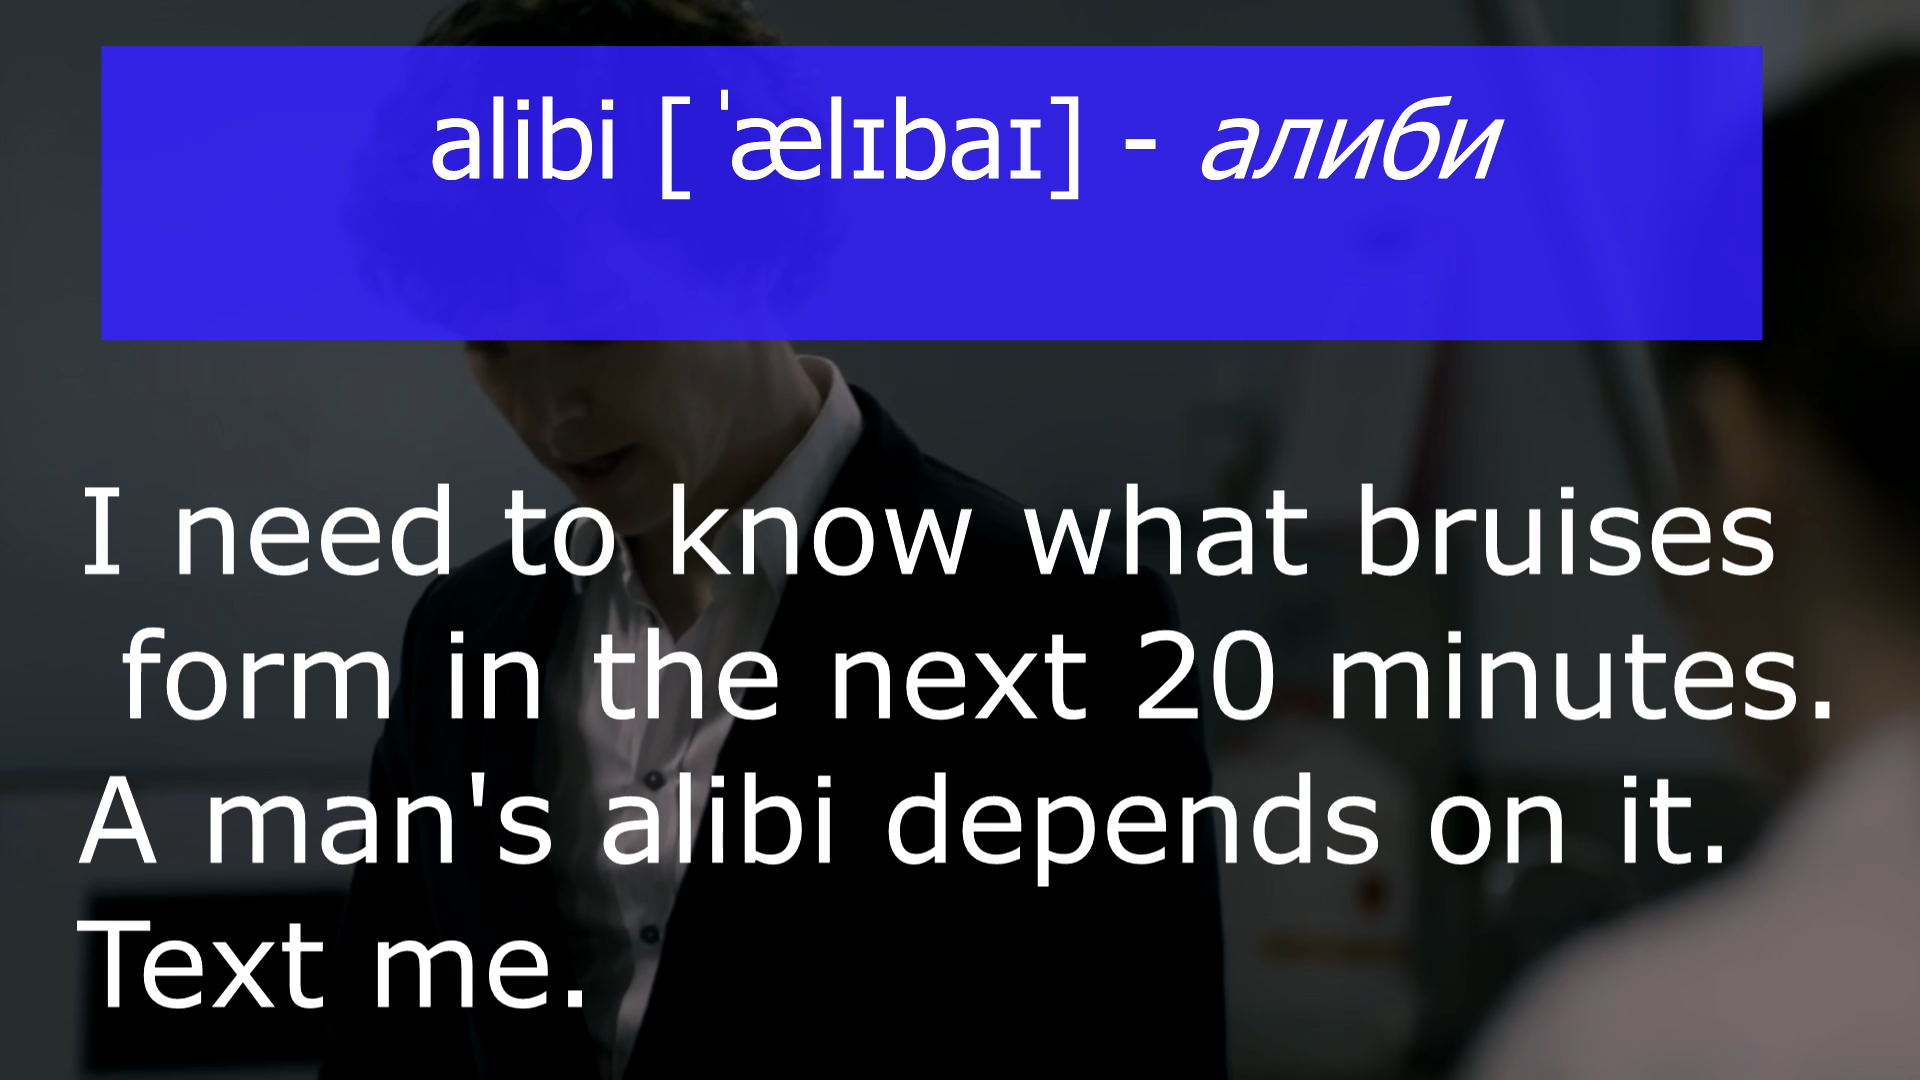 alibi [ˈælɪbaɪ] - алиби
I need to know what bruises
form in the next 20 minutes.
A man's alibi depends on it.
Text me.